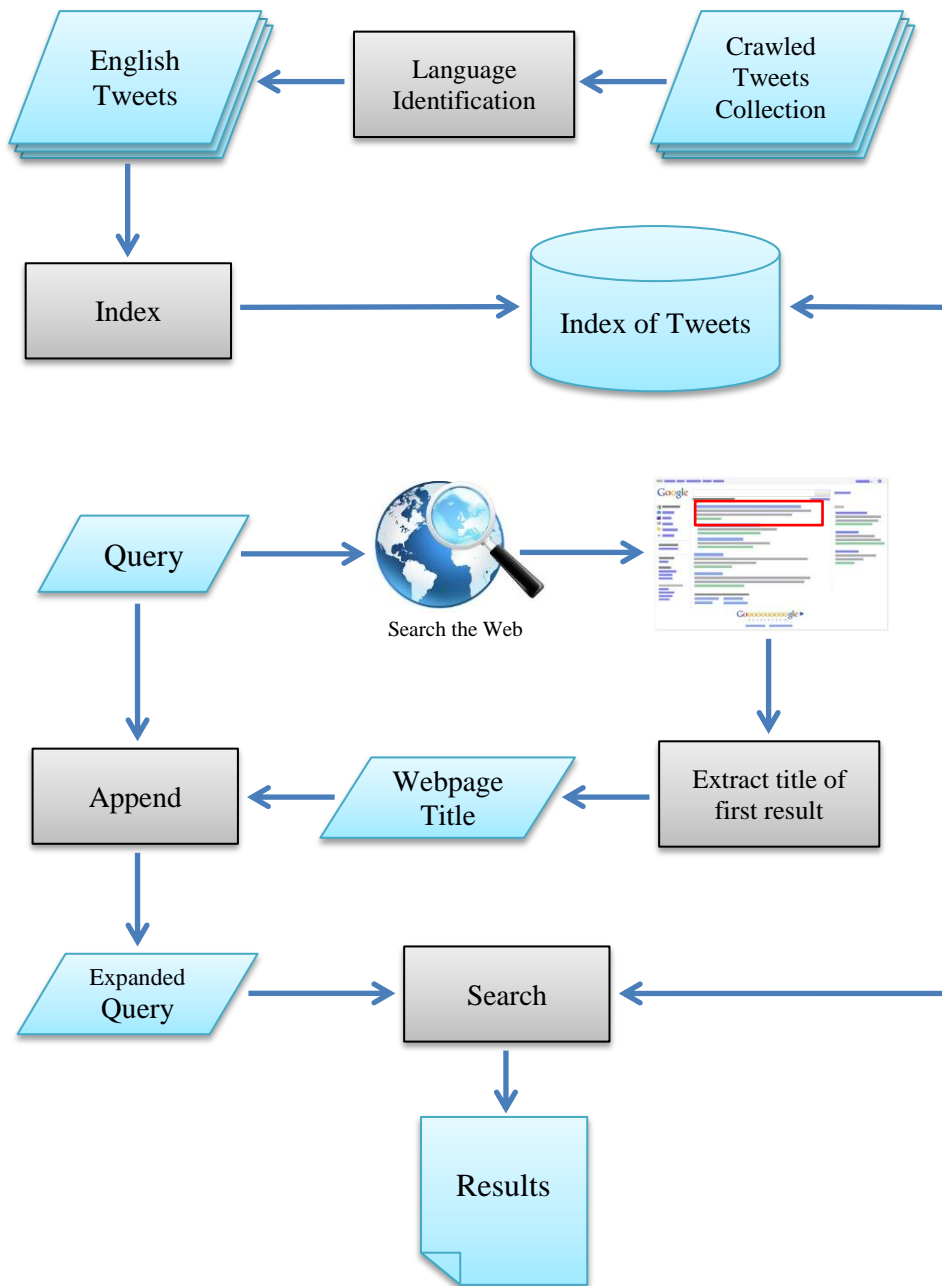 English
Tweets
Language
Identification
Crawled
Tweets
Collection
Index
Index of Tweets
Query
Search the Web
Google
Append
Webpage
Title
Extract title of
first result
Expanded
Query
Search
Results